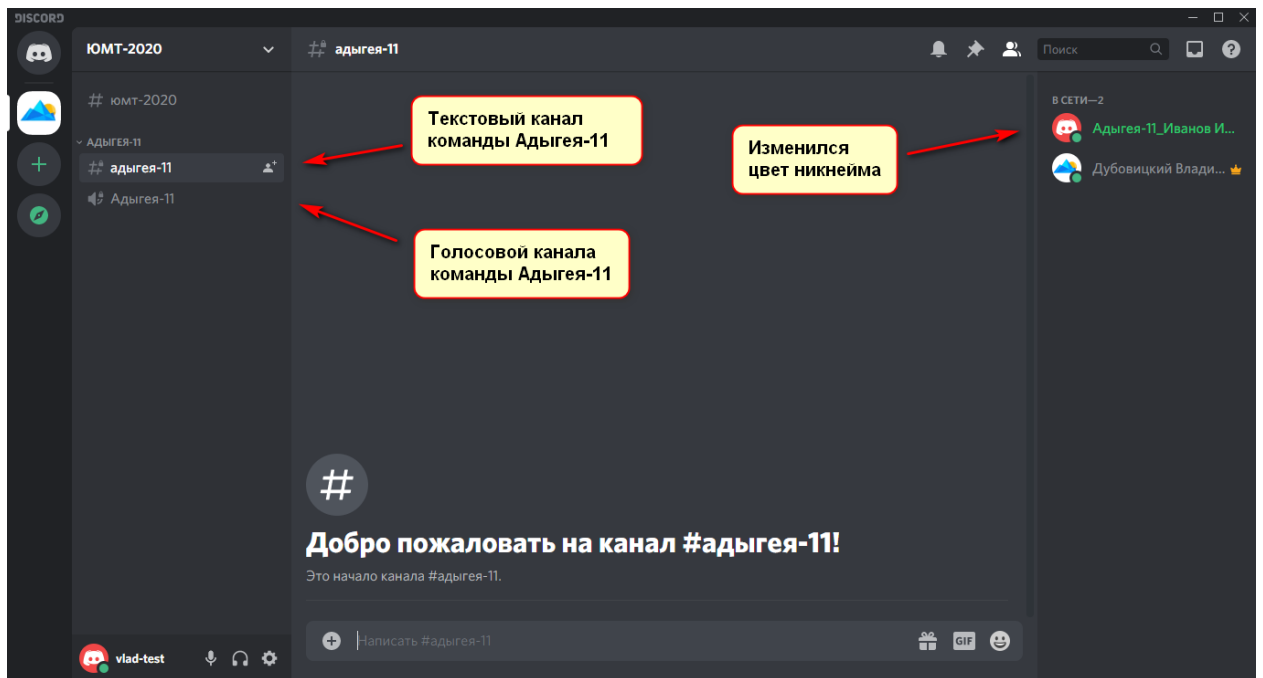 DISCORD
ЮМТ-2020
адыгея-11
Поиск
юмт-2020
АДЫГЕЯ-11
адыгея-11
Адыгея-11
Текстовый канал
команды Адыгея-11
Голосовой канала
команды Адыгея-11
Изменился
цвет никнейма
В СЕТИ—2
Адыгея-11_Иванов И...
Дубовицкий Влади...
#
Добро пожаловать на канал #адыгея-11!
Это начало канала #адыгея-11.
Написать #адыгея-11
GIF
vlad-test